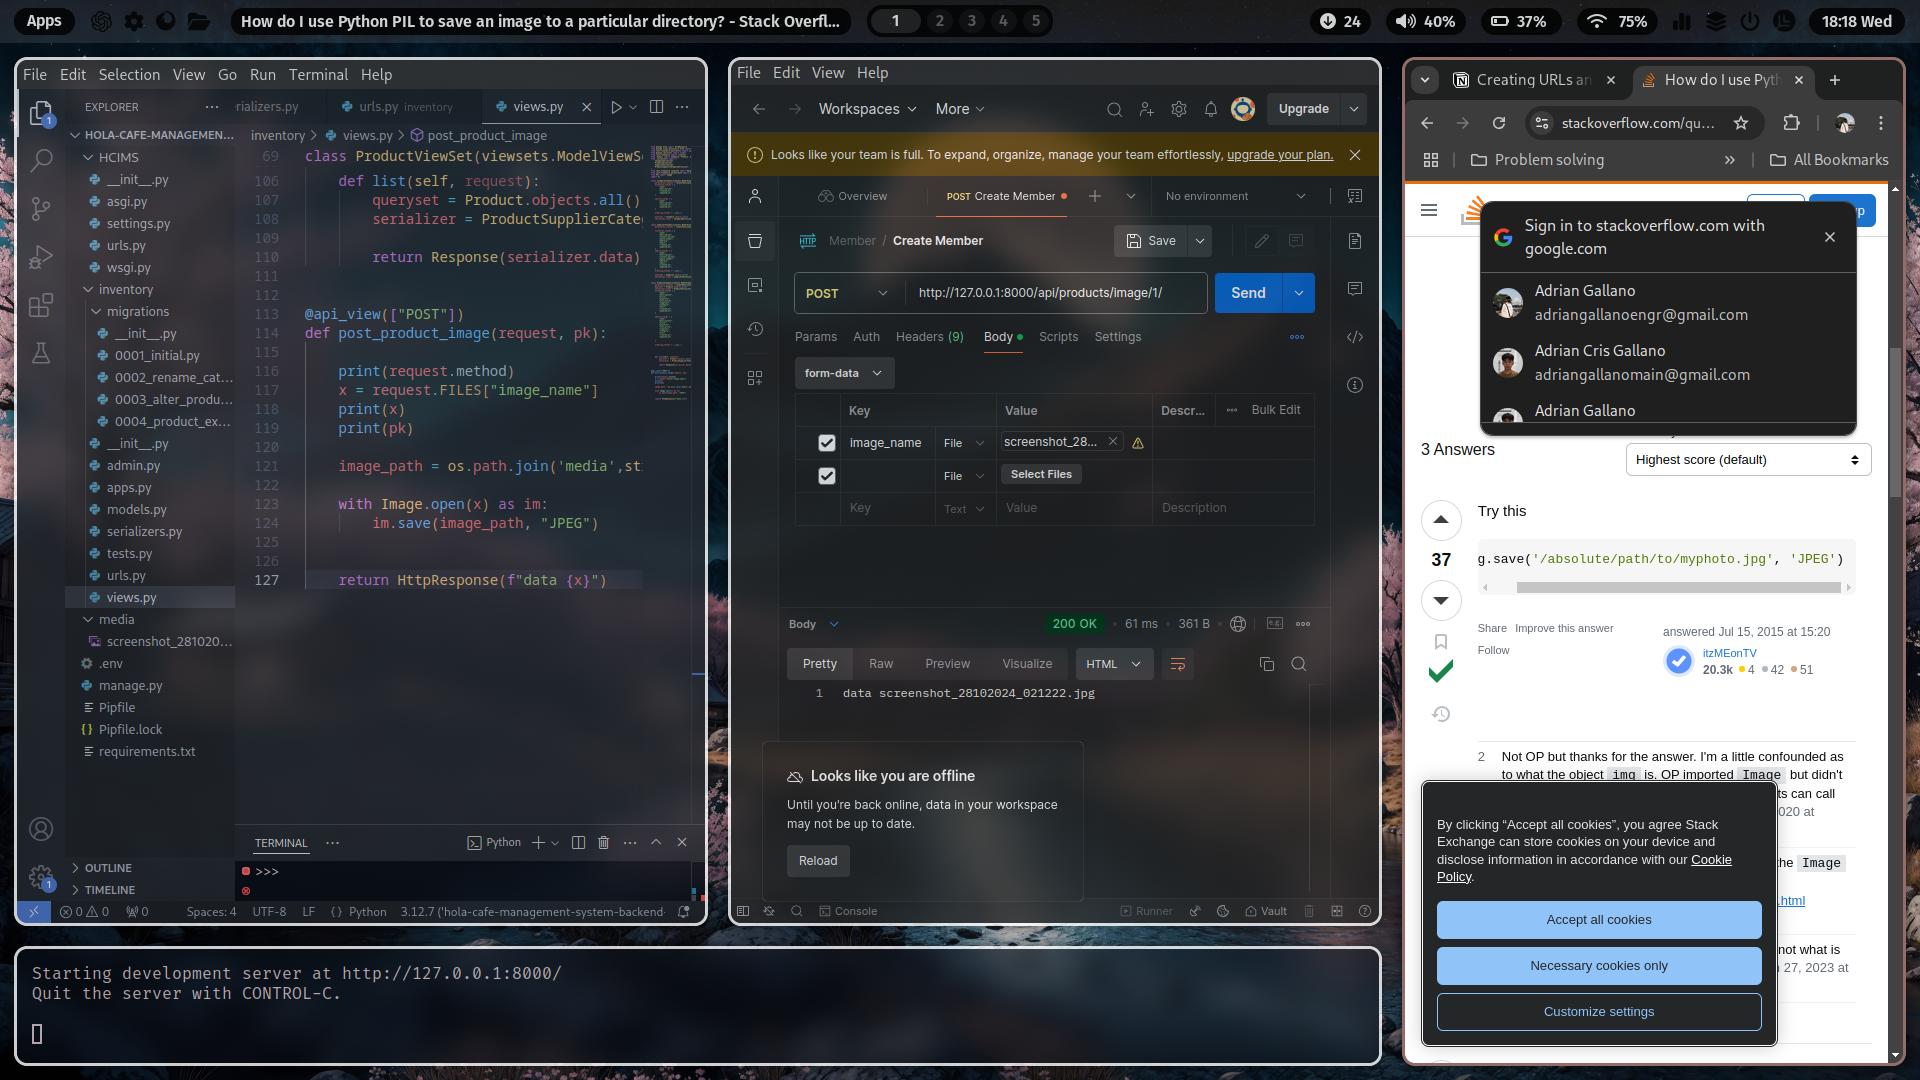 Apps
How do I use Python PIL to save an image to a particular directory? - Stack Overfl...
1 2 3 4 5
24
40%
37%
75%
18:18 Wed
File Edit Selection View Go Run Terminal Help
EXPLORER
rializers.py
urls.py inventory
views.py
HOLA-CAFE-MANAGEMEN...
HCIMS
__init__.py
asgi.py
settings.py
urls.py
wsgi.py
inventory
migrations
__init__.py
0001_initial.py
0002_rename_cat...
0003_alter_produ...
0004_product_ex...
__init__.py
admin.py
apps.py
models.py
serializers.py
tests.py
urls.py
views.py
media
screenshot_281020...
.env
manage.py
Pipfile
Pipfile.lock
requirements.txt
OUTLINE
TIMELINE
inventory > views.py > post_product_image
69 class ProductViewSet(viewsets.ModelViewS
106 def list(self, request):
107 queryset = Product.objects.all()
108 serializer = ProductSupplierCate
109
110 return Response(serializer.data)
111
112
113 @api_view(["POST"])
114 def post_product_image(request, pk):
115
116 print(request.method)
117 x = request.FILES["image_name"]
118 print(x)
119 print(pk)
120
121 image_path = os.path.join('media',st
122
123 with Image.open(x) as im:
124 im.save(image_path, "JPEG")
125
126
127 return HttpResponse(f"data {x}")
TERMINAL
Python
>>>
0 0 0
Spaces: 4 UTF-8 LF { } Python 3.12.7 ('hola-cafe-management-system-backend-
File Edit View Help
Workspaces
More
Upgrade
Looks like your team is full. To expand, organize, manage your team effortlessly, upgrade your plan.
Overview
POST Create Member
No environment
HTTP Member / Create Member
Save
POST
http://127.0.0.1:8000/api/products/image/1/
Send
Params Auth Headers (9) Body Scripts Settings
form-data
Key Value Descr... Bulk Edit
image_name File screenshot_28...
File Select Files
Key Text Value Description
Body
200 OK 61 ms 361 B
Pretty Raw Preview Visualize HTML
1 data screenshot_28102024_021222.jpg
Looks like you are offline
Until you're back online, data in your workspace
may not be up to date.
Reload
Console
Runner
Vault
Starting development server at http://127.0.0.1:8000/
Quit the server with CONTROL-C.
Creating URLs an
How do I use Pyth
stackoverflow.com/qu...
Problem solving
All Bookmarks
Sign in to stackoverflow.com with
google.com
Adrian Gallano
adriangallanoengr@gmail.com
Adrian Cris Gallano
adriangallanomain@gmail.com
Adrian Gallano
3 Answers
Highest score (default)
Try this
37
g.save('/absolute/path/to/myphoto.jpg', 'JPEG')
Share Improve this answer
Follow
answered Jul 15, 2015 at 15:20
itzMEonTV
20.3k 4 42 51
2 Not OP but thanks for the answer. I'm a little confounded as
to what the object img is. OP imported Image but didn't
ts can call
020 at
By clicking “Accept all cookies”, you agree Stack
Exchange can store cookies on your device and
disclose information in accordance with our Cookie
Policy.
Accept all cookies
Necessary cookies only
Customize settings
he Image
.html
not what is
27, 2023 at